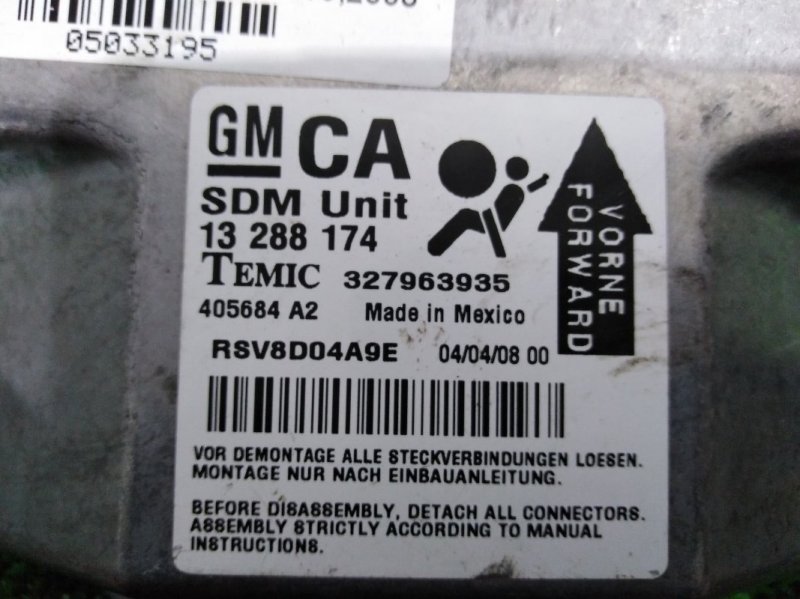 05033195
GM CA
SDM Unit
13 288 174
TEMIC 327963935
405684 A2 Made in Mexico
RSV8D04A9E 04/04/08 00
VORNE
FORWARD
VOR DEMONTAGE ALLE STECKVERBINDUNGEN LOESEN.
MONTAGE NUR NACH EINBAUANLEITUNG.
BEFORE DISASSEMBLY, DETACH ALL CONNECTORS.
ASSEMBLY STRICTLY ACCORDING TO MANUAL
INSTRUCTIONS.